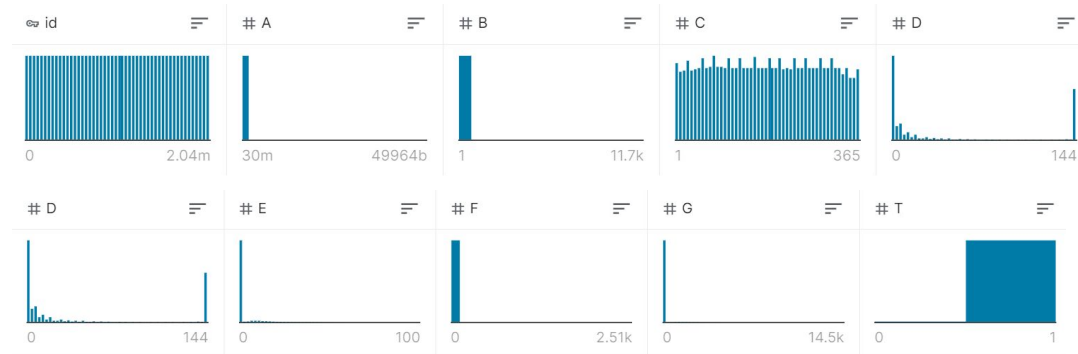 id # A # B # C # D
0 2.04m 30m 49964b 1 11.7k 1 365 0 144
# D # E # F # G # T
0 144 0 100 0 2.51k 0 14.5k 0 1